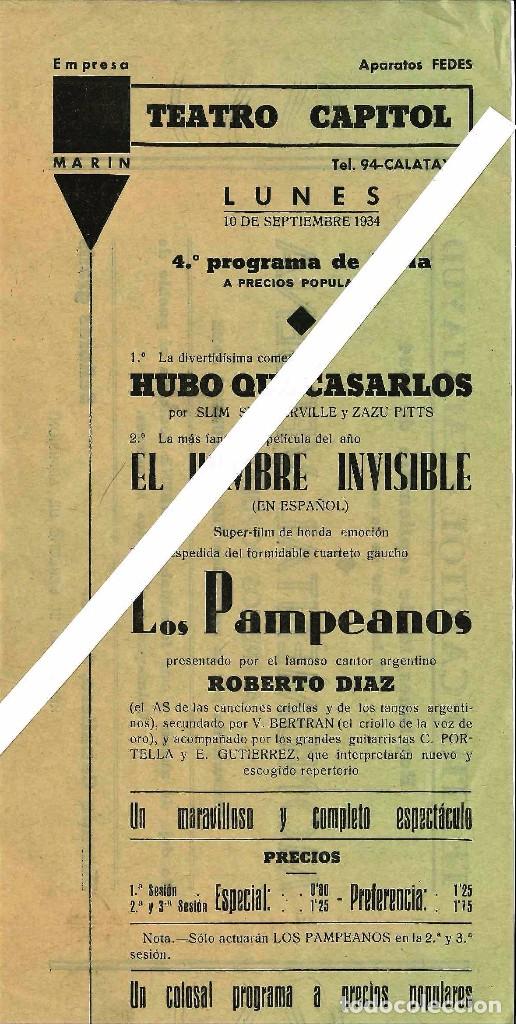 Empresa
Aparatos FEDES
TEATRO CAPITOL
MARÍN
Tel. 94-CALATAY
LUNES
10 DE SEPTIEMBRE 1934
4.º programa de
A PRECIOS POPULA
1.º La divertidísima come
HUBO QUE CASARLOS
por SLIM S RVILLE y ZAZU PITTS
2.º La más fan película del año
EL HOMBRE INVISIBLE
(EN ESPAÑOL)
Super-film de honda emoción
espedida del formidable cuarteto gaucho
Los Pampeanos
presentado por el famoso cantor argentino
ROBERTO DIAZ
(el AS de las canciones criollas y de los tangos argenti-
nos), secundado por V. BERTRAN (el criollo de la voz de
oro), y acompañado por los grandes guitarristas C. POR-
TELLA y E. GUTIERREZ, que interpretarán nuevo y
escogido repertorio
Un maravilloso y completo espectáculo
PRECIOS
1.ª Sesión . Especial: . . 0'80 - Preferencia: . 1'25
2.ª y 3.ª Sesión . . 1'25 . 1'75
Nota.—Sólo actuarán LOS PAMPEANOS en la 2.ª y 3.ª
sesión.
Un colosal programa a precios populares
todocoleccion